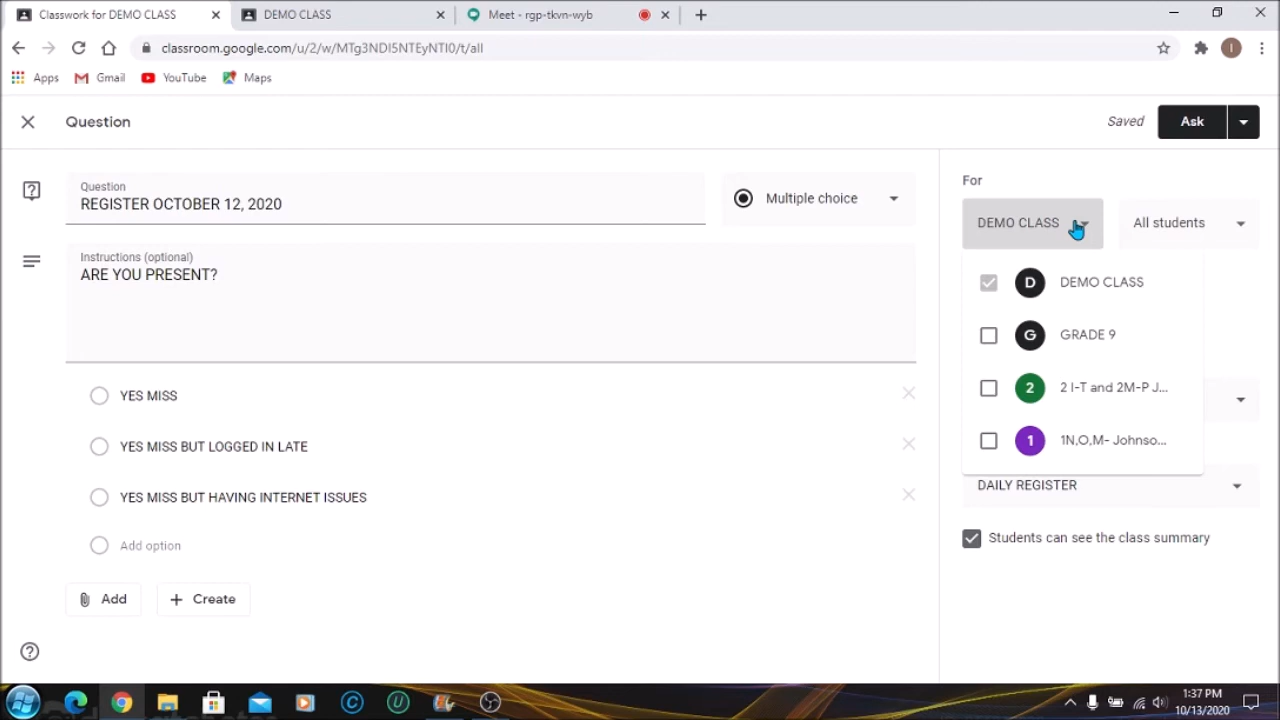 Classwork for DEMO CLASS
DEMO CLASS
Meet - rgp-tkvn-wyb
classroom.google.com/u/2/w/MTg3NDI5NTEyNTI0/t/all
I
Apps
Gmail
YouTube
Maps
Question
Saved
Ask
Question
REGISTER OCTOBER 12, 2020
Multiple choice
Instructions (optional)
ARE YOU PRESENT?
YES MISS
YES MISS BUT LOGGED IN LATE
YES MISS BUT HAVING INTERNET ISSUES
Add option
Add
Create
For
DEMO CLASS
All students
D DEMO CLASS
G GRADE 9
2 2 I-T and 2M-P J...
1 1N,O,M- Johnso...
DAILY REGISTER
Students can see the class summary
1:37 PM
10/13/2020